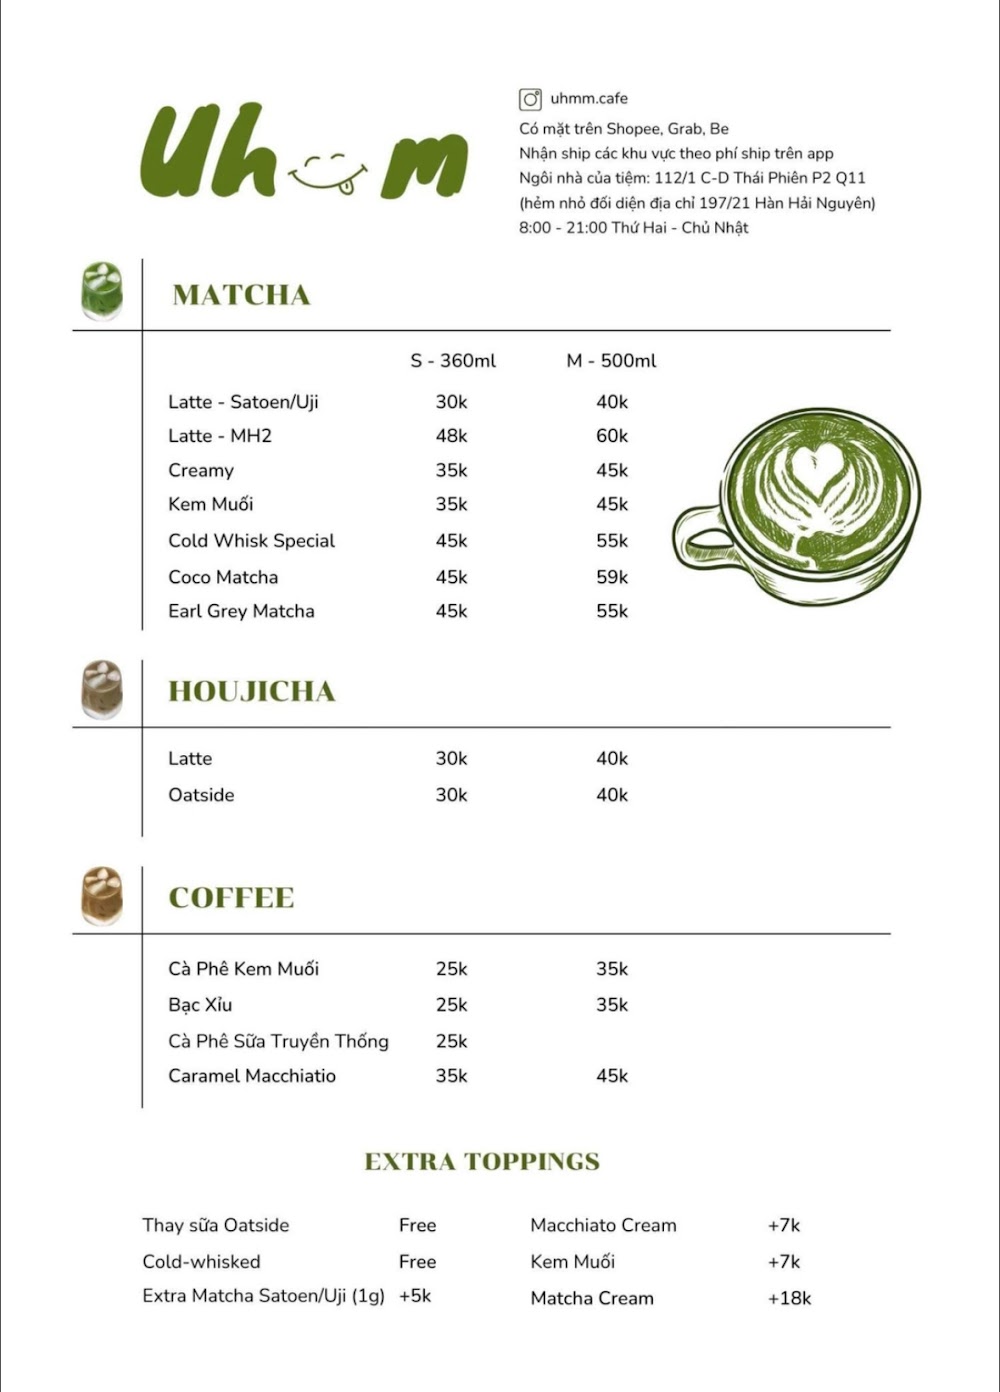 Uhm
uhmm.cafe
Có mặt trên Shopee, Grab, Be
Nhận ship các khu vực theo phí ship trên app
Ngôi nhà của tiệm: 112/1 C-D Thái Phiên P2 Q11
(hẻm nhỏ đối diện địa chỉ 197/21 Hàn Hải Nguyên)
8:00 - 21:00 Thứ Hai - Chủ Nhật
MATCHA
S - 360ml M - 500ml
Latte - Satoen/Uji 30k 40k
Latte - MH2 48k 60k
Creamy 35k 45k
Kem Muối 35k 45k
Cold Whisk Special 45k 55k
Coco Matcha 45k 59k
Earl Grey Matcha 45k 55k
HOUJICHA
Latte 30k 40k
Oatside 30k 40k
COFFEE
Cà Phê Kem Muối 25k 35k
Bạc Xỉu 25k 35k
Cà Phê Sữa Truyền Thống 25k
Caramel Macchiatio 35k 45k
EXTRA TOPPINGS
Thay sữa Oatside Free Macchiato Cream +7k
Cold-whisked Free Kem Muối +7k
Extra Matcha Satoen/Uji (1g) +5k Matcha Cream +18k